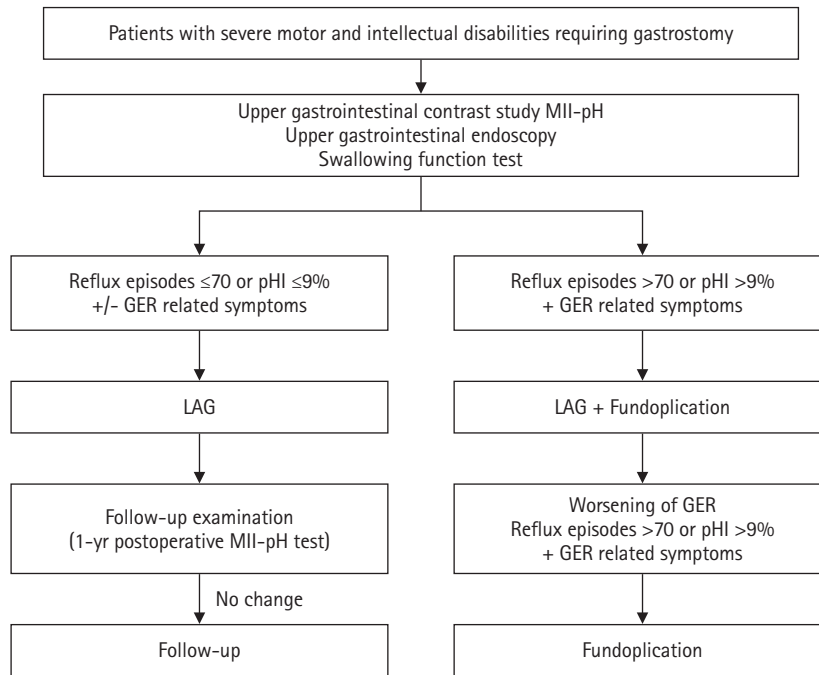 Patients with severe motor and intellectual disabilities requiring gastrostomy
Upper gastrointestinal contrast study MII-pH
Upper gastrointestinal endoscopy
Swallowing function test
Reflux episodes ≤70 or pHI ≤9%
+/- GER related symptoms
Reflux episodes >70 or pHI >9%
+ GER related symptoms
LAG
LAG + Fundoplication
Follow-up examination
(1-yr postoperative MII-pH test)
Worsening of GER
Reflux episodes >70 or pHI >9%
+ GER related symptoms
No change
Follow-up
Fundoplication